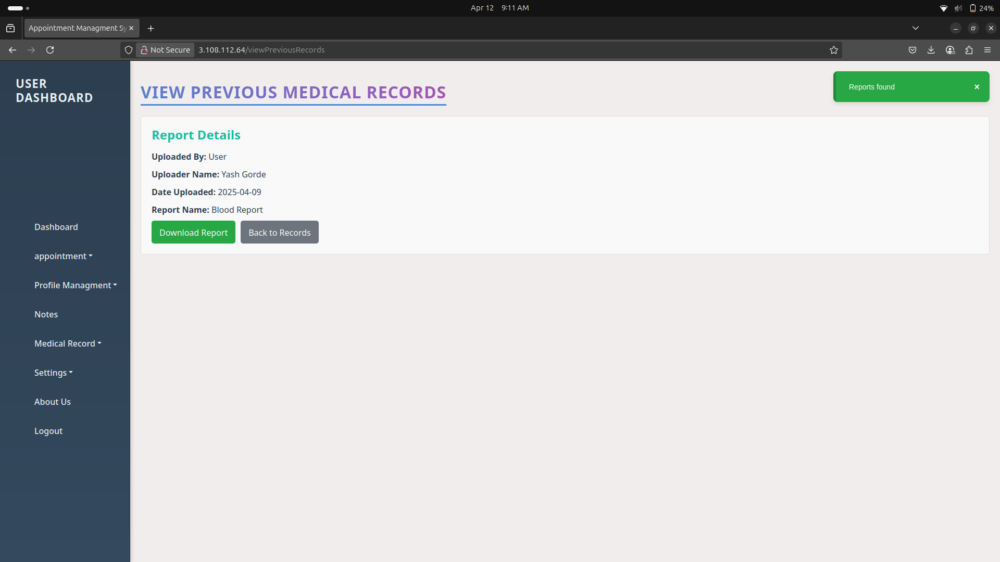 Apr 12 9:11 AM
24%
Appointment Managment Sy
Not Secure
3.108.112.64/viewPreviousRecords
USER
DASHBOARD
Dashboard
appointment
Profile Managment
Notes
Medical Record
Settings
About Us
Logout
VIEW PREVIOUS MEDICAL RECORDS
Reports found
Report Details
Uploaded By: User
Uploader Name: Yash Gorde
Date Uploaded: 2025-04-09
Report Name: Blood Report
Download Report
Back to Records